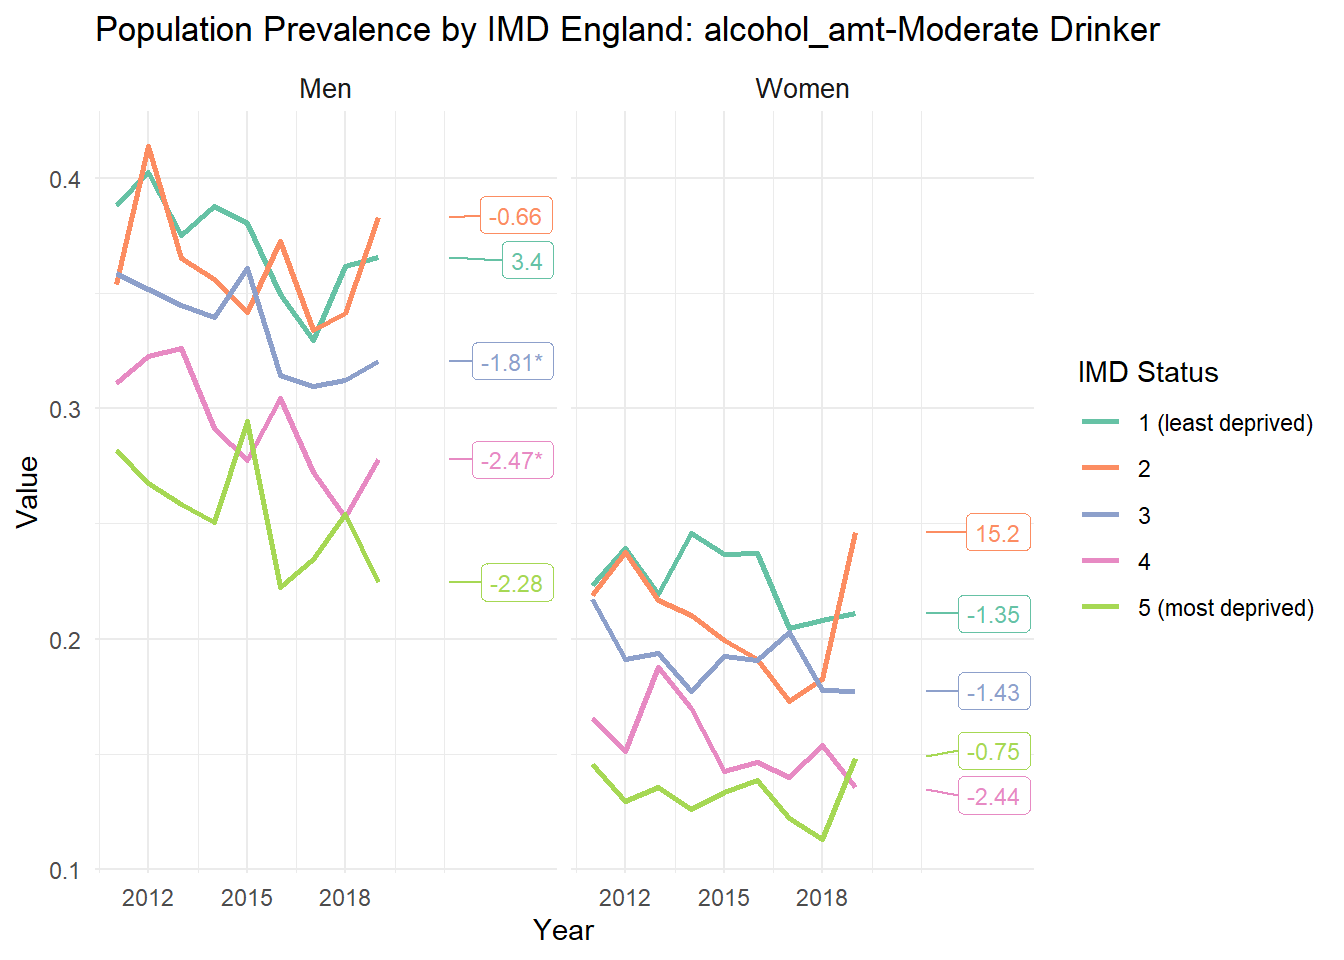 Population Prevalence by IMD England: alcohol_amt-Moderate Drinker
Men
Women
0.4
0.3
0.2
0.1
Value
-0.66
3.4
-1.81*
-2.47*
-2.28
15.2
-1.35
-1.43
-0.75
-2.44
2012
2015
2018
2012
2015
2018
Year
IMD Status
1 (least deprived)
2
3
4
5 (most deprived)